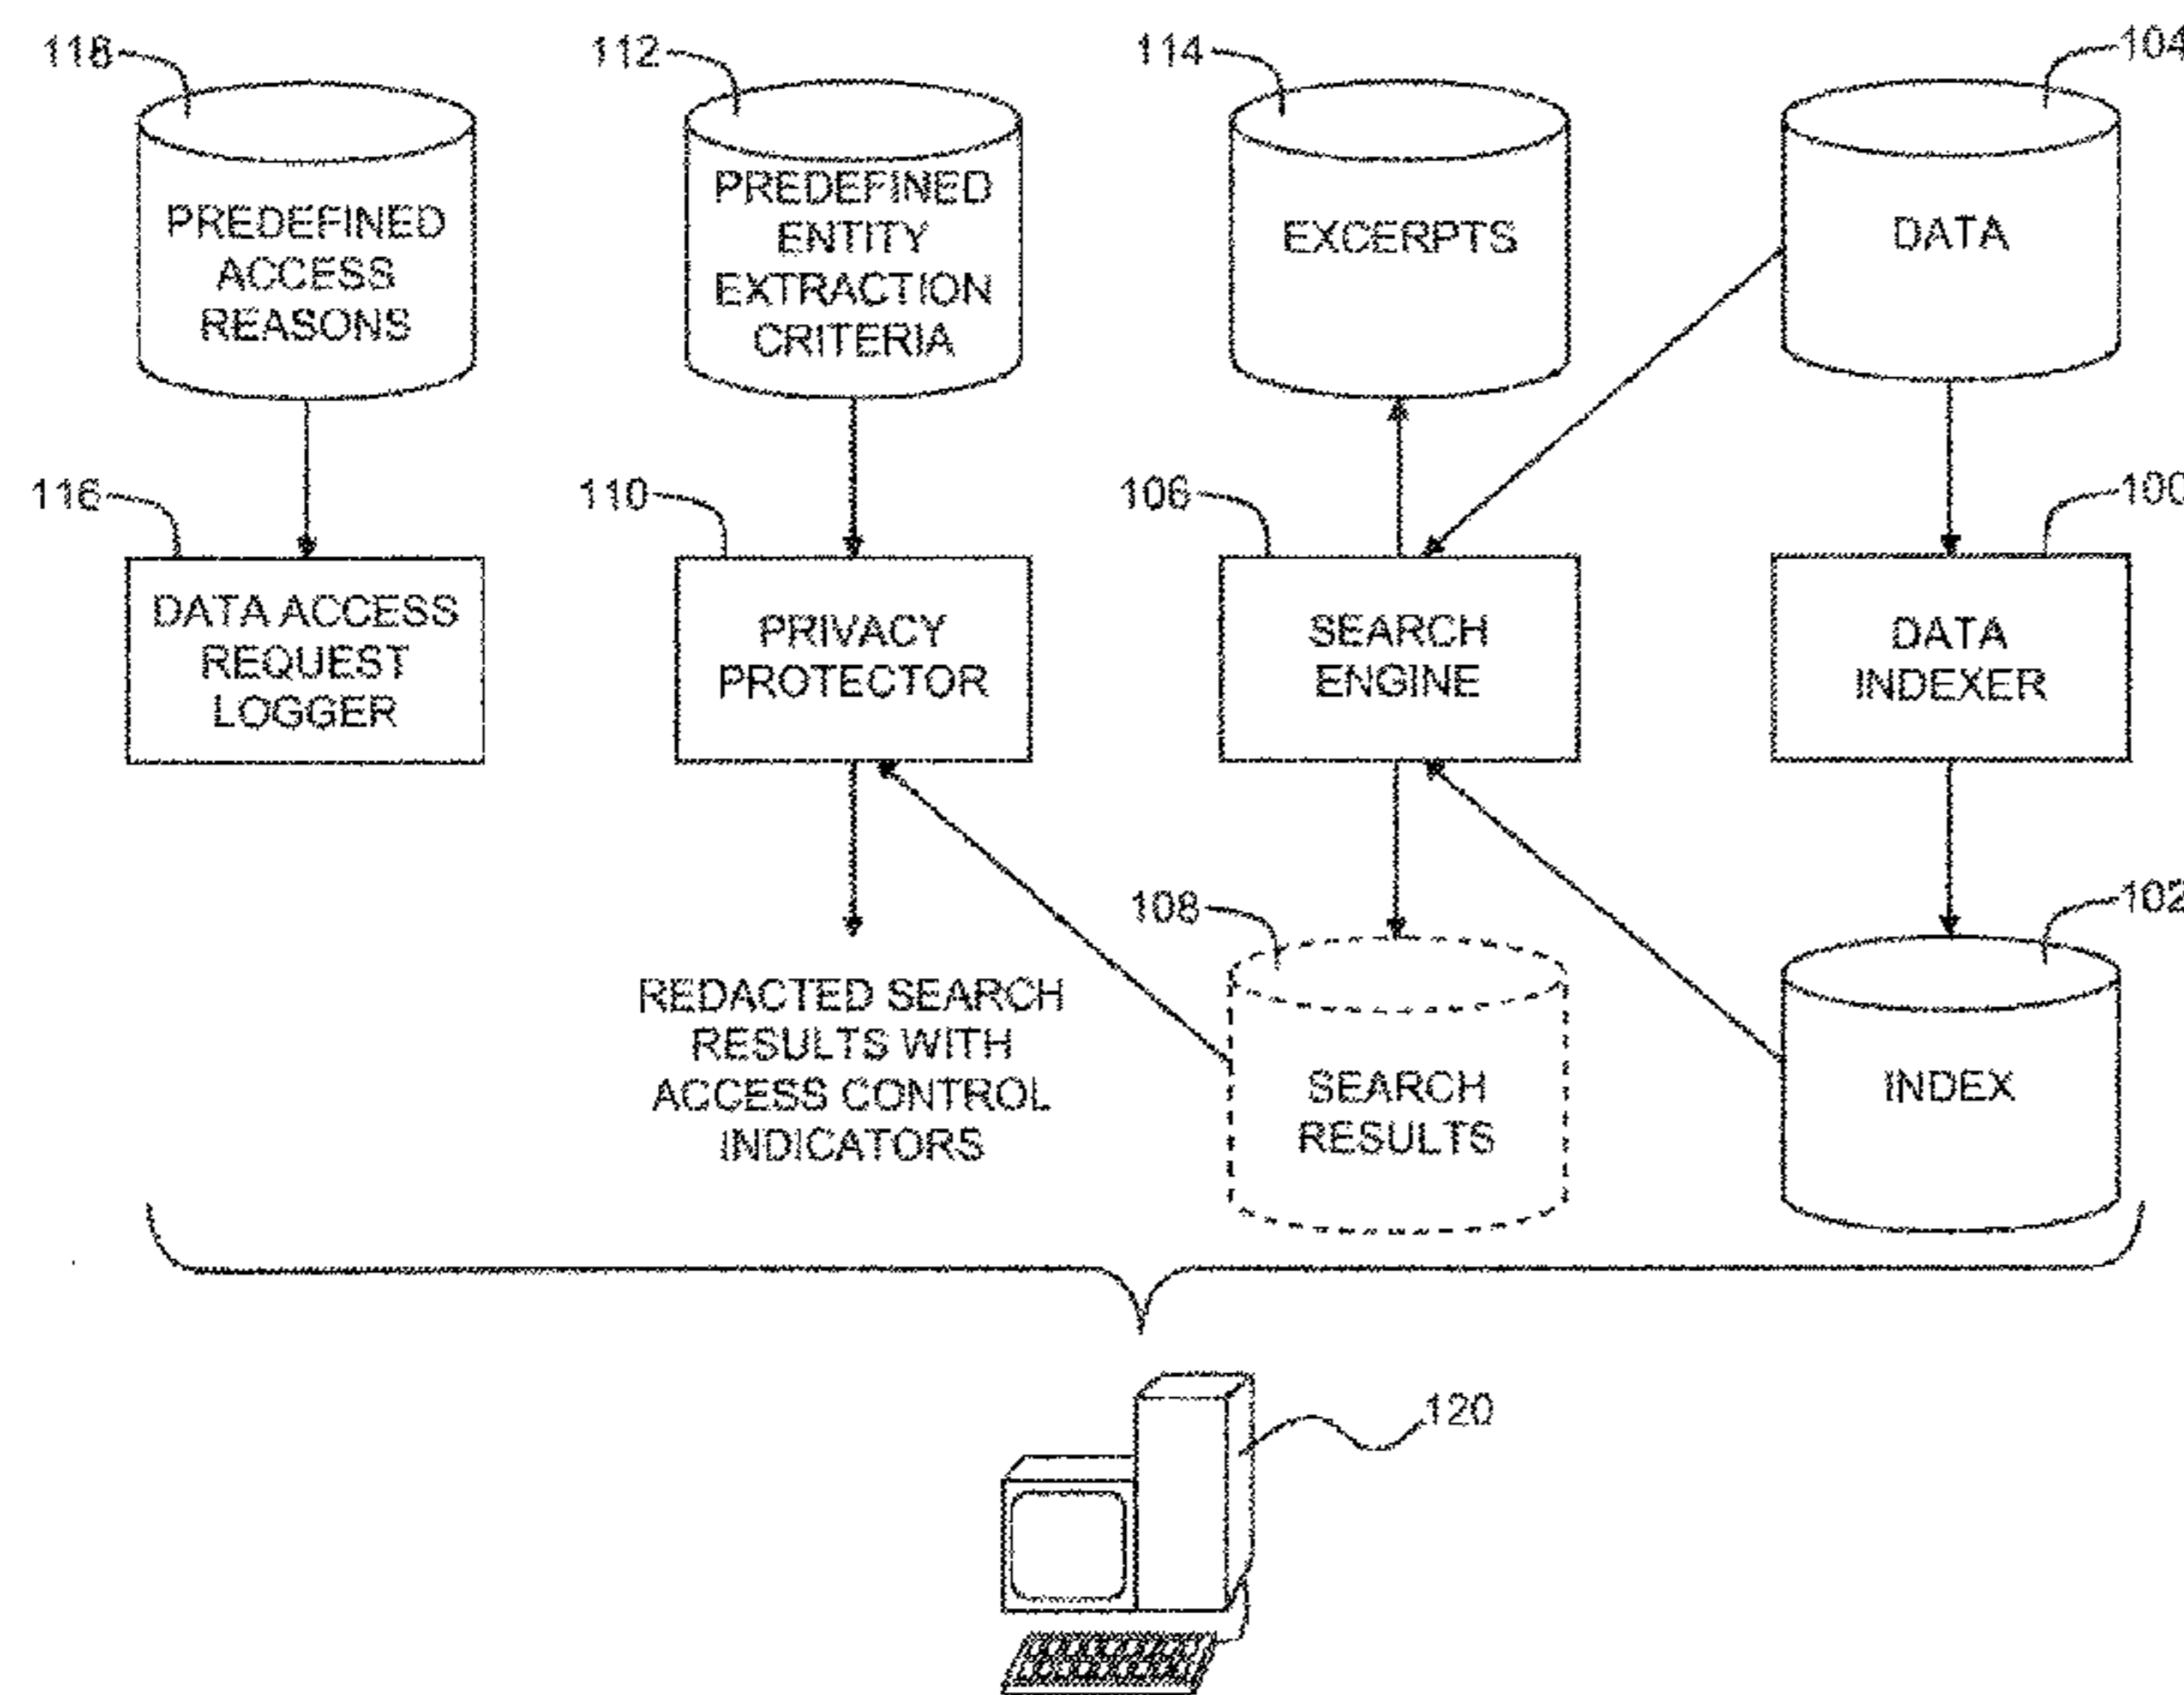 118
112
114
104
PREDEFINED
ACCESS
REASONS
PREDEFINED
ENTITY
EXTRACTION
CRITERIA
EXCERPTS
DATA
116
110
106
100
DATA ACCESS
REQUEST
LOGGER
PRIVACY
PROTECTOR
SEARCH
ENGINE
DATA
INDEXER
108
102
REDACTED SEARCH
RESULTS WITH
ACCESS CONTROL
INDICATORS
SEARCH
RESULTS
INDEX
120